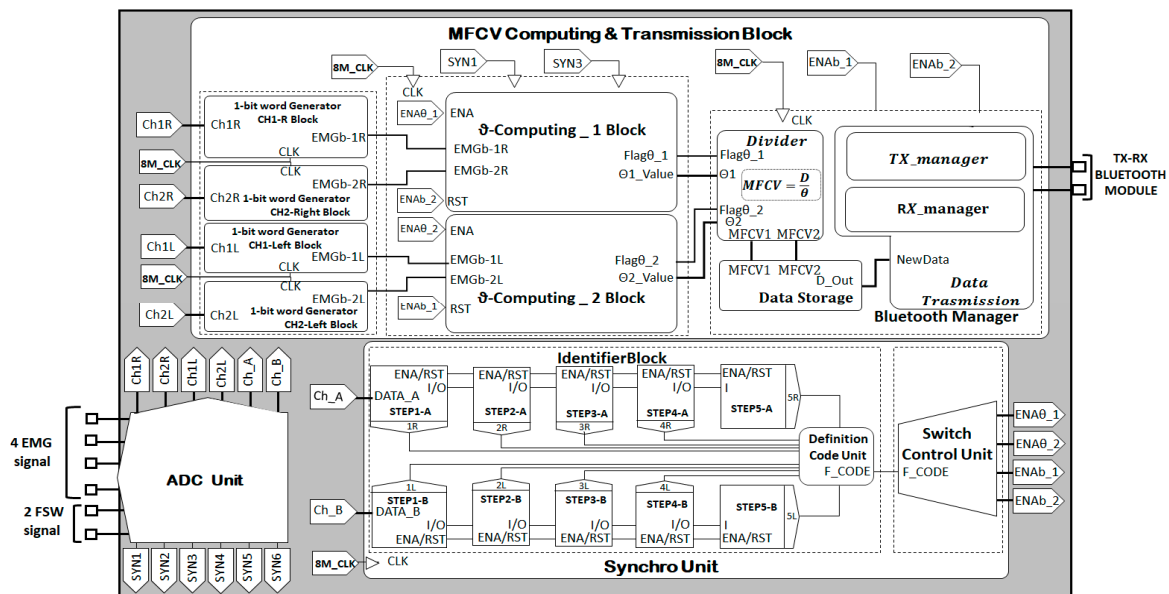 MFCV Computing & Transmission Block
8M_CLK
SYN1
SYN3
8M_CLK
ENAb_1
ENAb_2
CLK
CLK
Ch1R
Ch1R
1-bit word Generator
CH1-R Block
EMGb-1R
CLK
8M_CLK
CLK
EMGb-2R
Ch2R
Ch2R
1-bit word Generator
CH2-Right Block
Ch1L
Ch1L
1-bit word Generator
CH1-Left Block
EMGb-1L
CLK
8M_CLK
CLK
EMGb-2L
Ch2L
Ch2L
1-bit word Generator
CH2-Left Block
ENAθ_1
ENA
ϑ-Computing _ 1 Block
EMGb-1R
Flagθ_1
EMGb-2R
Θ1_Value
ENAb_2
RST
ENAθ_2
ENA
Flagθ_2
EMGb-1L
Θ2_Value
EMGb-2L
ϑ-Computing _ 2 Block
ENAb_1
RST
Divider
Flagθ_1
Θ1
MFCV = D/θ
Flagθ_2
Θ2
MFCV1 MFCV2
MFCV1 MFCV2
D_Out
Data Storage
TX_manager
RX_manager
NewData
Data
Trasmission
Bluetooth Manager
TX-RX
BLUETOOTH
MODULE
Ch1R
Ch2R
Ch1L
Ch2L
Ch_A
Ch_B
4 EMG
signal
2 FSW
signal
ADC Unit
SYN1
SYN2
SYN3
SYN4
SYN5
SYN6
IdentifierBlock
Ch_A
ENA/RST
I/O
DATA_A
STEP1-A
1R
ENA/RST
I/O
STEP2-A
2R
ENA/RST
I/O
STEP3-A
3R
ENA/RST
I/O
STEP4-A
4R
ENA/RST
I
STEP5-A
5R
Definition
Code Unit
F_CODE
Ch_B
1L
STEP1-B
DATA_B
I/O
ENA/RST
2L
STEP2-B
I/O
ENA/RST
3L
STEP3-B
I/O
ENA/RST
4L
STEP4-B
I/O
ENA/RST
STEP5-B
I
ENA/RST
5L
8M_CLK
CLK
Synchro Unit
Switch
Control Unit
F_CODE
ENAθ_1
ENAθ_2
ENAb_1
ENAb_2